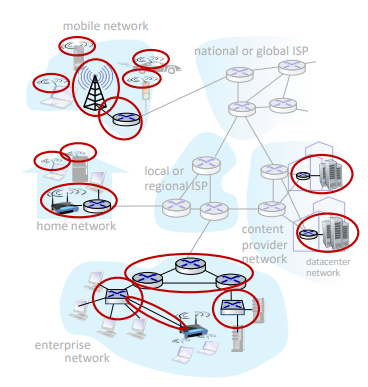 mobile network
national or global ISP
local or
regional ISP
home network
content
provider
network
datacenter
network
enterprise
network